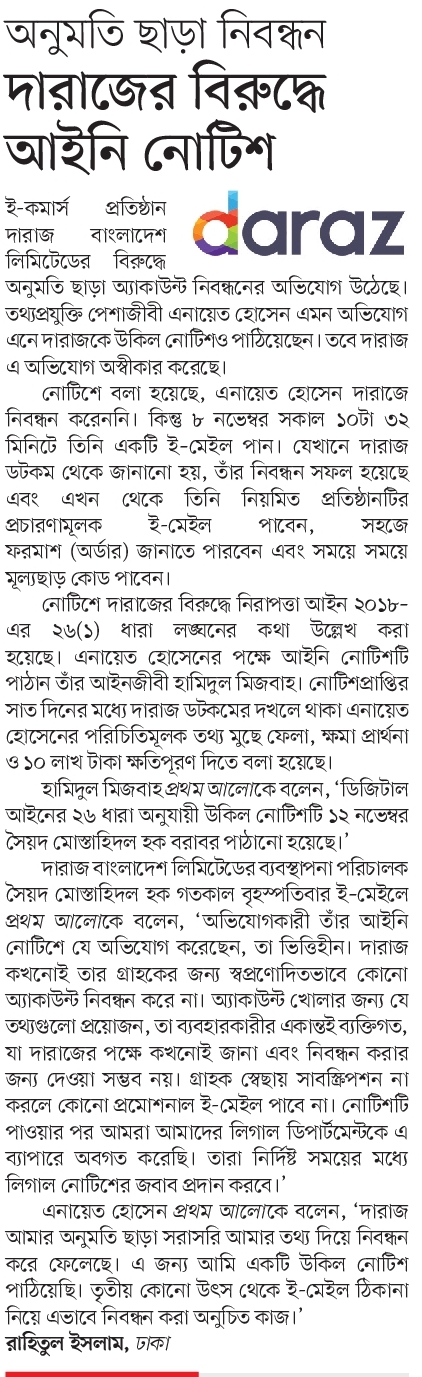 অনুমতি ছাড়া নিবন্ধন
দারাজের বিরুদ্ধে
আইনি নোটিশ
daraz
ই-কমার্স প্রতিষ্ঠান
দারাজ বাংলাদেশ
লিমিটেডের বিরুদ্ধে
অনুমতি ছাড়া অ্যাকাউন্ট নিবন্ধনের অভিযোগ উঠেছে।
তথ্যপ্রযুক্তি পেশাজীবী এনায়েত হোসেন এমন অভিযোগ
এনে দারাজকে উকিল নোটিশও পাঠিয়েছেন। তবে দারাজ
এ অভিযোগ অস্বীকার করেছে।
নোটিশে বলা হয়েছে, এনায়েত হোসেন দারাজে
নিবন্ধন করেননি। কিন্তু ৮ নভেম্বর সকাল ১০টা ৩২
মিনিটে তিনি একটি ই-মেইল পান। যেখানে দারাজ
ডটকম থেকে জানানো হয়, তাঁর নিবন্ধন সফল হয়েছে
এবং এখন থেকে তিনি নিয়মিত প্রতিষ্ঠানটির
প্রচারণামূলক ই-মেইল পাবেন, সহজে
ফরমাশ (অর্ডার) জানাতে পারবেন এবং সময়ে সময়ে
মূল্যছাড় কোড পাবেন।
নোটিশে দারাজের বিরুদ্ধে নিরাপত্তা আইন ২০১৮-
এর ২৬(১) ধারা লঙ্ঘনের কথা উল্লেখ করা
হয়েছে। এনায়েত হোসেনের পক্ষে আইনি নোটিশটি
পাঠান তাঁর আইনজীবী হামিদুল মিজবাহ। নোটিশপ্রাপ্তির
সাত দিনের মধ্যে দারাজ ডটকমের দখলে থাকা এনায়েত
হোসেনের পরিচিতিমূলক তথ্য মুছে ফেলা, ক্ষমা প্রার্থনা
ও ১০ লাখ টাকা ক্ষতিপূরণ দিতে বলা হয়েছে।
হামিদুল মিজবাহ প্রথম আলোকে বলেন, ‘ডিজিটাল
আইনের ২৬ ধারা অনুযায়ী উকিল নোটিশটি ১২ নভেম্বর
সৈয়দ মোস্তাহিদল হক বরাবর পাঠানো হয়েছে।’
দারাজ বাংলাদেশ লিমিটেডের ব্যবস্থাপনা পরিচালক
সৈয়দ মোস্তাহিদল হক গতকাল বৃহস্পতিবার ই-মেইলে
প্রথম আলোকে বলেন, ‘অভিযোগকারী তাঁর আইনি
নোটিশে যে অভিযোগ করেছেন, তা ভিত্তিহীন। দারাজ
কখনোই তার গ্রাহকের জন্য স্বপ্রণোদিতভাবে কোনো
অ্যাকাউন্ট নিবন্ধন করে না। অ্যাকাউন্ট খোলার জন্য যে
তথ্যগুলো প্রয়োজন, তা ব্যবহারকারীর একান্তই ব্যক্তিগত,
যা দারাজের পক্ষে কখনোই জানা এবং নিবন্ধন করার
জন্য দেওয়া সম্ভব নয়। গ্রাহক স্বেছায় সাবস্ক্রিপশন না
করলে কোনো প্রমোশনাল ই-মেইল পাবে না। নোটিশটি
পাওয়ার পর আমরা আমাদের লিগাল ডিপার্টমেন্টকে এ
ব্যাপারে অবগত করেছি। তারা নির্দিষ্ট সময়ের মধ্যে
লিগাল নোটিশের জবাব প্রদান করবে।’
এনায়েত হোসেন প্রথম আলোকে বলেন, ‘দারাজ
আমার অনুমতি ছাড়া সরাসরি আমার তথ্য দিয়ে নিবন্ধন
করে ফেলেছে। এ জন্য আমি একটি উকিল নোটিশ
পাঠিয়েছি। তৃতীয় কোনো উৎস থেকে ই-মেইল ঠিকানা
নিয়ে এভাবে নিবন্ধন করা অনুচিত কাজ।’
রাহিতুল ইসলাম, ঢাকা